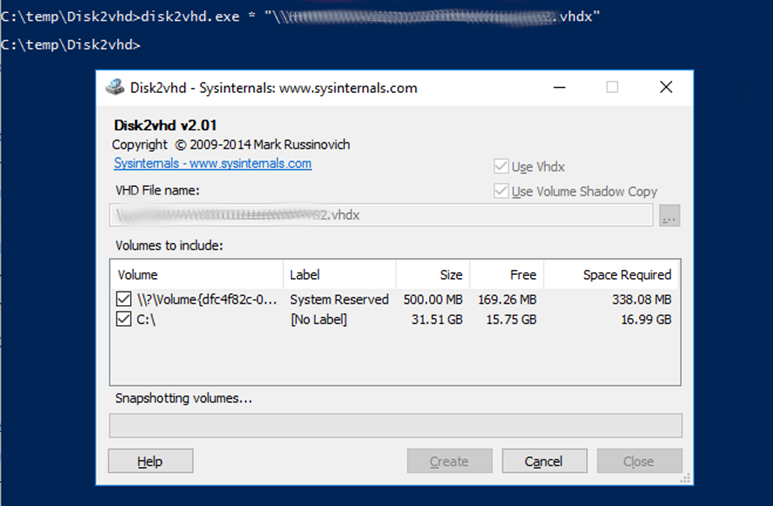 C:\temp\Disk2vhd>disk2vhd.exe * "\\ .vhdx"
C:\temp\Disk2vhd>
Disk2vhd - Sysinternals: www.sysinternals.com
Disk2vhd v2.01
Copyright © 2009-2014 Mark Russinovich
Sysinternals - www.sysinternals.com
Use Vhdx
VHD File name:
Use Volume Shadow Copy
2.vhdx
...
Volumes to include:
Volume Label Size Free Space Required
\\?\Volume{dfc4f82c-0... System Reserved 500.00 MB 169.26 MB 338.08 MB
C:\ [No Label] 31.51 GB 15.75 GB 16.99 GB
Snapshotting volumes...
Help Create Cancel Close